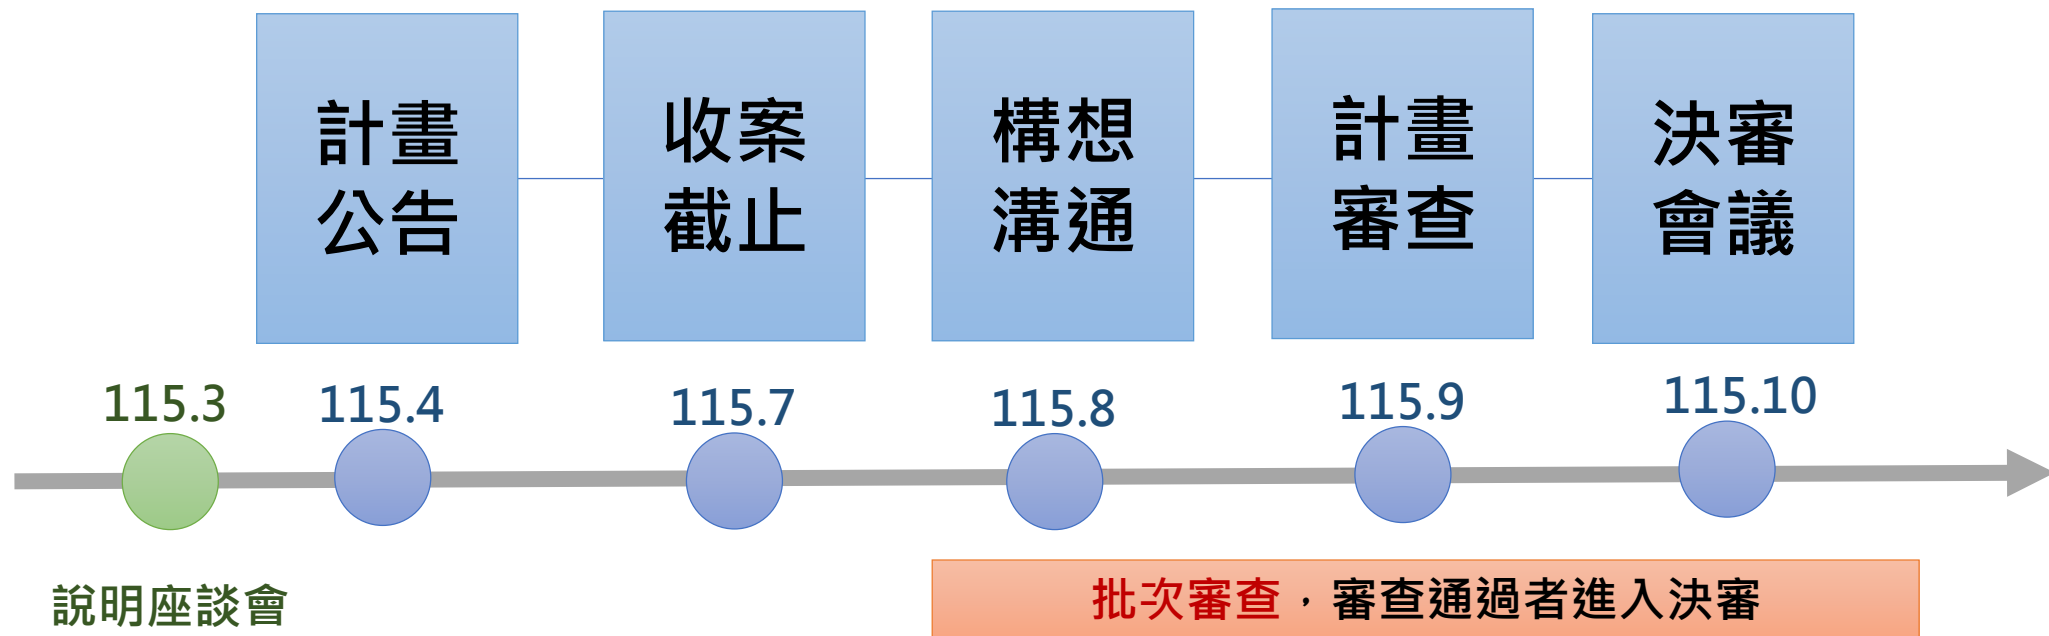 計畫
公告
收案
截止
構想
溝通
計畫
審查
決審
會議
115.3
115.4
115.7
115.8
115.9
115.10
說明座談會
批次審查，審查通過者進入決審